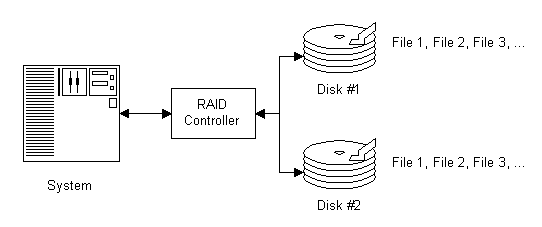 File 1, File 2, File 3, ...
Disk #1
RAID
Controller
System
File 1, File 2, File 3, ...
Disk #2